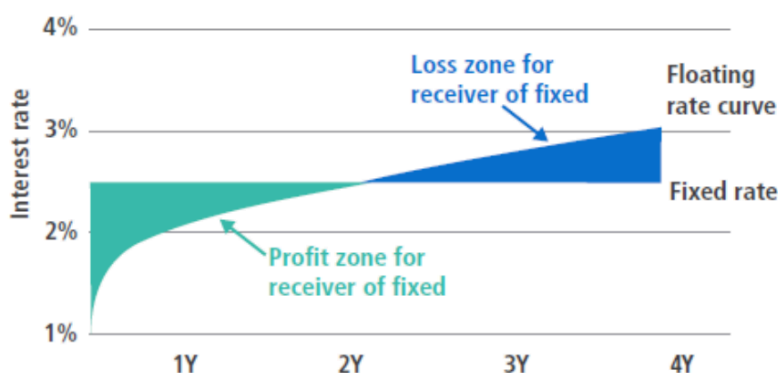 4%
Loss zone for
receiver of fixed
Floating
rate curve
3%
Interest rate
Fixed rate
2%
Profit zone for
receiver of fixed
1%
1Y 2Y 3Y 4Y